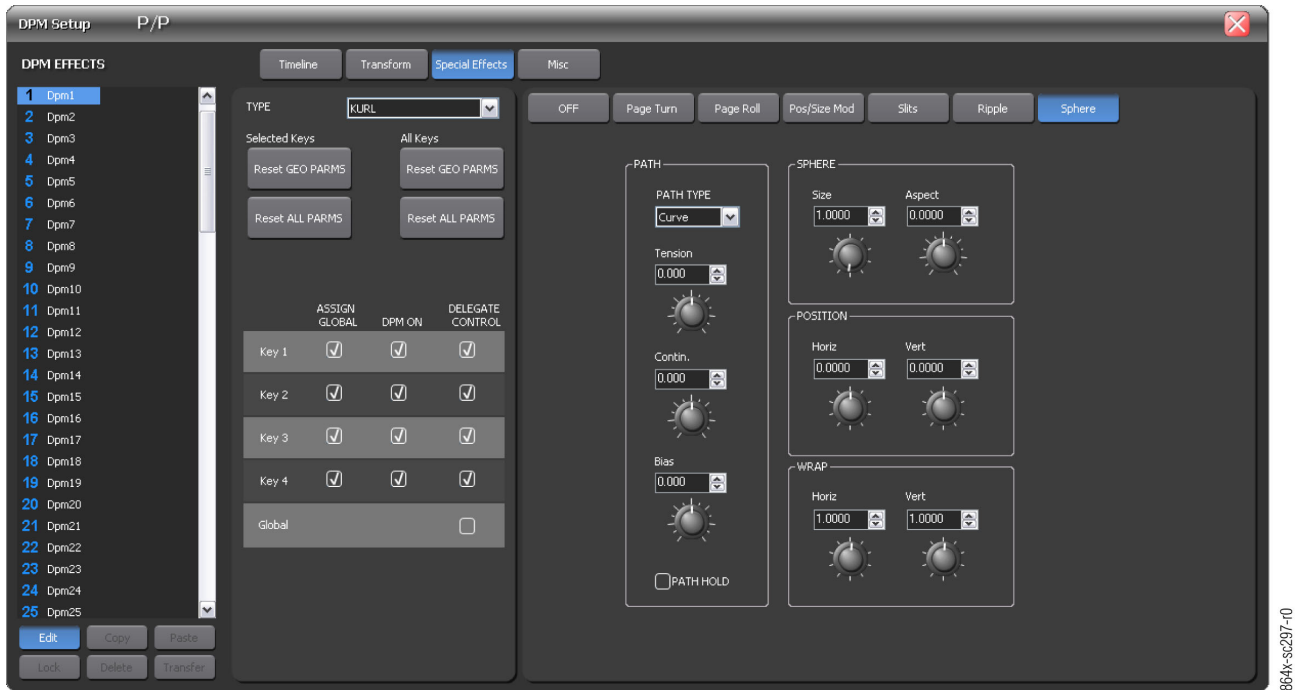 DPM Setup P/P
DPM EFFECTS
Timeline
Transform
Special Effects
Misc
1 Dpm1
2 Dpm2
3 Dpm3
4 Dpm4
5 Dpm5
6 Dpm6
7 Dpm7
8 Dpm8
9 Dpm9
10 Dpm10
11 Dpm11
12 Dpm12
13 Dpm13
14 Dpm14
15 Dpm15
16 Dpm16
17 Dpm17
18 Dpm18
19 Dpm19
20 Dpm20
21 Dpm21
22 Dpm22
23 Dpm23
24 Dpm24
25 Dpm25
Edit Copy Paste
Lock Delete Transfer
TYPE KURL
Selected Keys All Keys
Reset GEO PARMS Reset GEO PARMS
Reset ALL PARMS Reset ALL PARMS
ASSIGN GLOBAL
DPM ON
DELEGATE CONTROL
Key 1
Key 2
Key 3
Key 4
Global
OFF
Page Turn
Page Roll
Pos/Size Mod
Slits
Ripple
Sphere
PATH
PATH TYPE
Curve
Tension
0.000
Contin.
0.000
Bias
0.000
PATH HOLD
SPHERE
Size Aspect
1.0000 0.0000
POSITION
Horiz Vert
0.0000 0.0000
WRAP
Horiz Vert
1.0000 1.0000
864x-sc297-r0